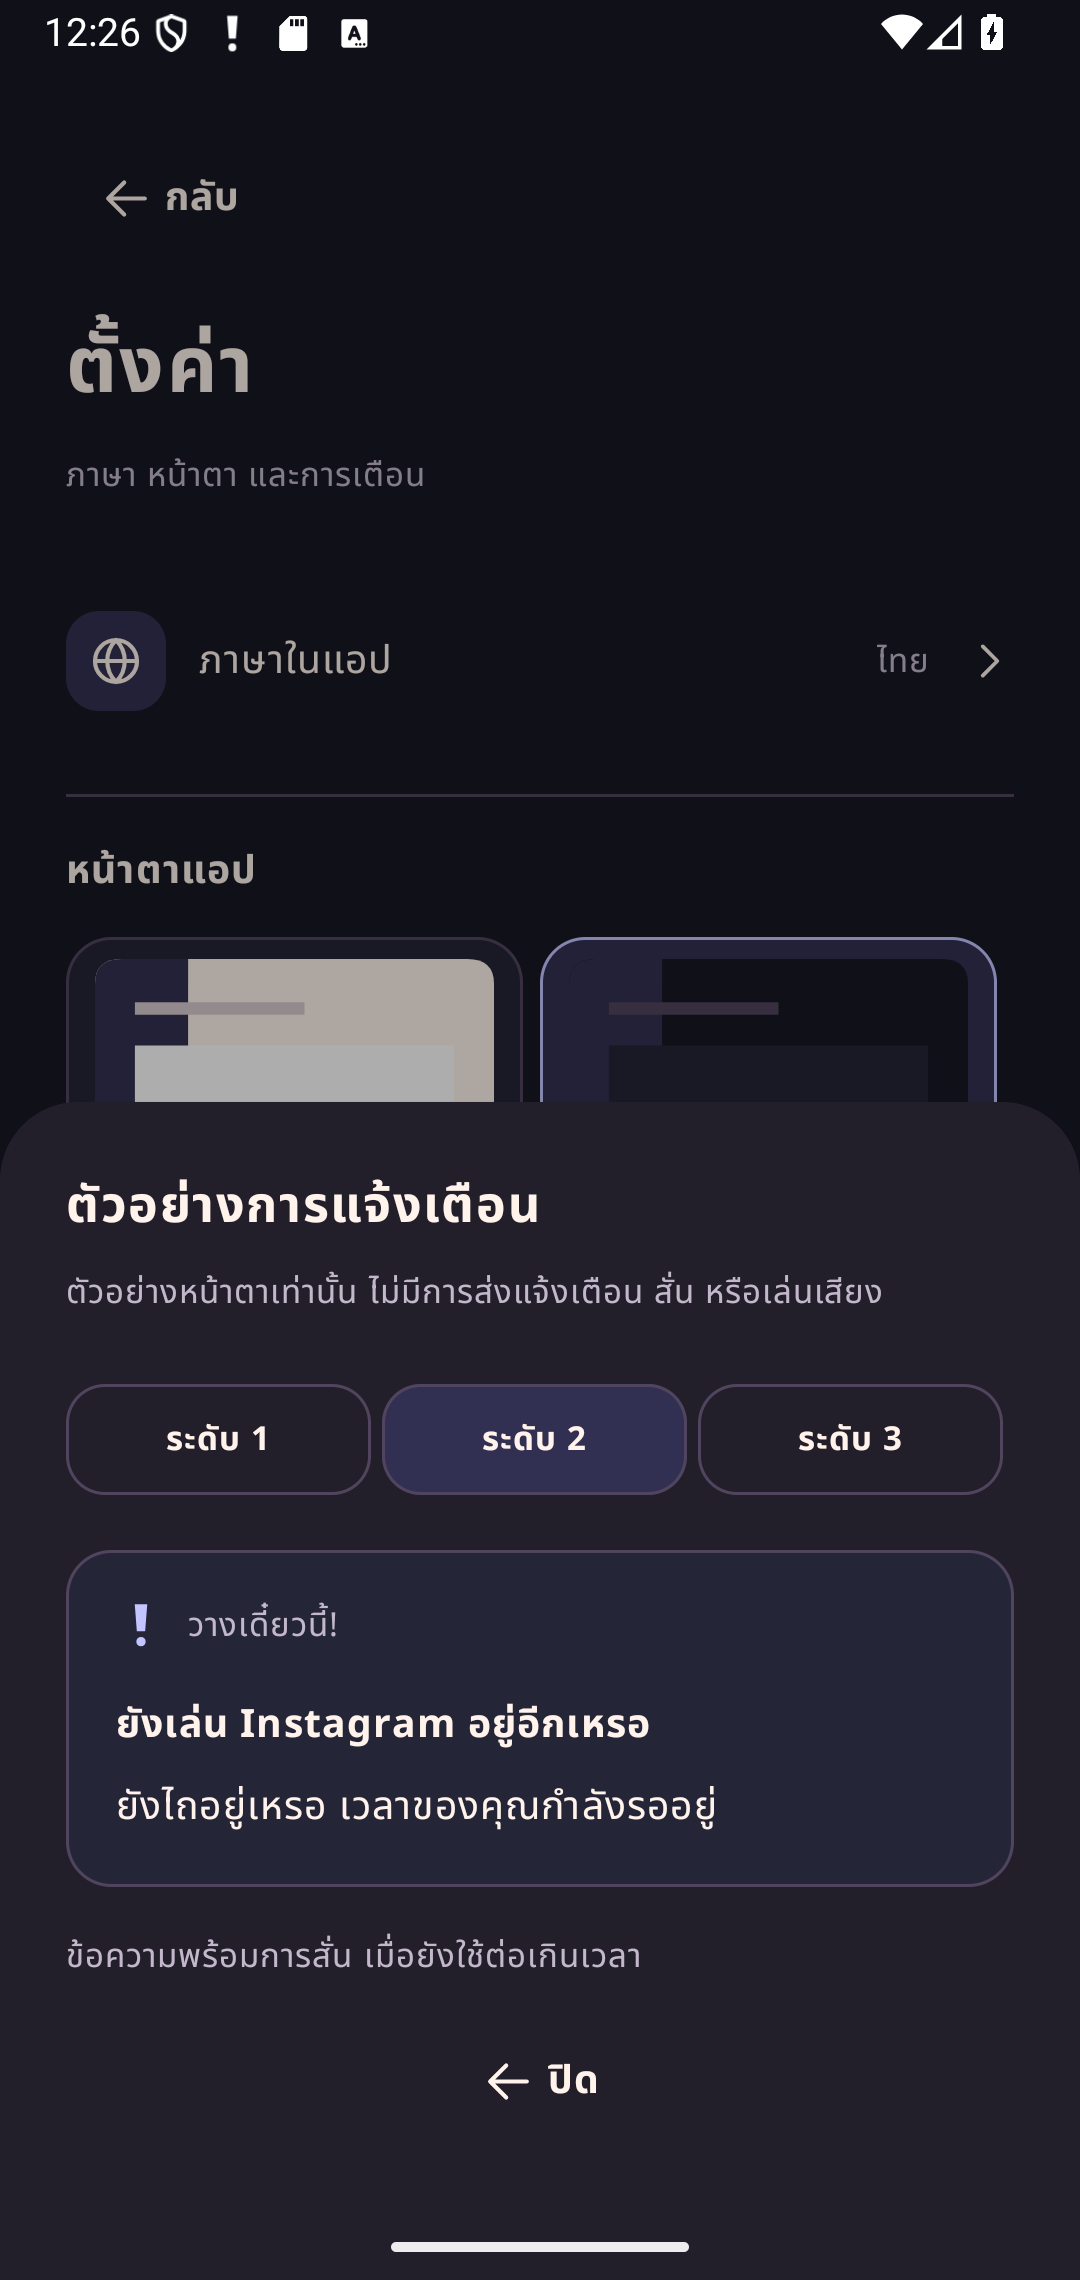 12:26
กลับ
ตั้งค่า
ภาษา หน้าตา และการเตือน
ภาษาในแอป
ไทย
หน้าตาแอป
ตัวอย่างการแจ้งเตือน
ตัวอย่างหน้าตาเท่านั้น ไม่มีการส่งแจ้งเตือน สั่น หรือเล่นเสียง
ระดับ 1
ระดับ 2
ระดับ 3
วางเดี๋ยวนี้!
ยังเล่น Instagram อยู่อีกเหรอ
ยังไถอยู่เหรอ เวลาของคุณกำลังรออยู่
ข้อความพร้อมการสั่น เมื่อยังใช้ต่อเกินเวลา
ปิด